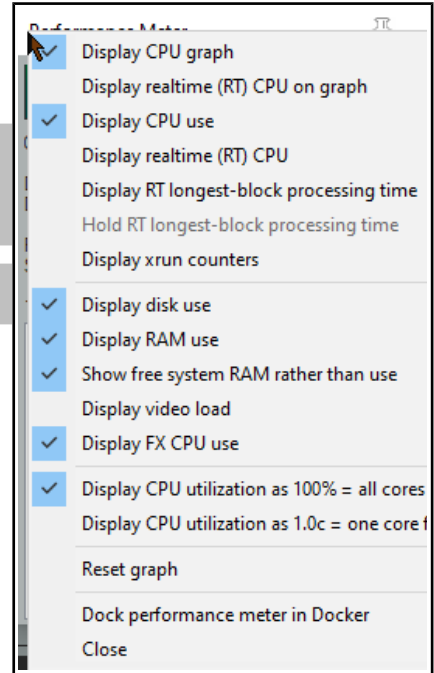 Performance Meter
Display CPU graph
Display realtime (RT) CPU on graph
Display CPU use
Display realtime (RT) CPU
Display RT longest-block processing time
Hold RT longest-block processing time
Display xrun counters
Display disk use
Display RAM use
Show free system RAM rather than use
Display video load
Display FX CPU use
Display CPU utilization as 100% = all cores
Display CPU utilization as 1.0c = one core f
Reset graph
Dock performance meter in Docker
Close